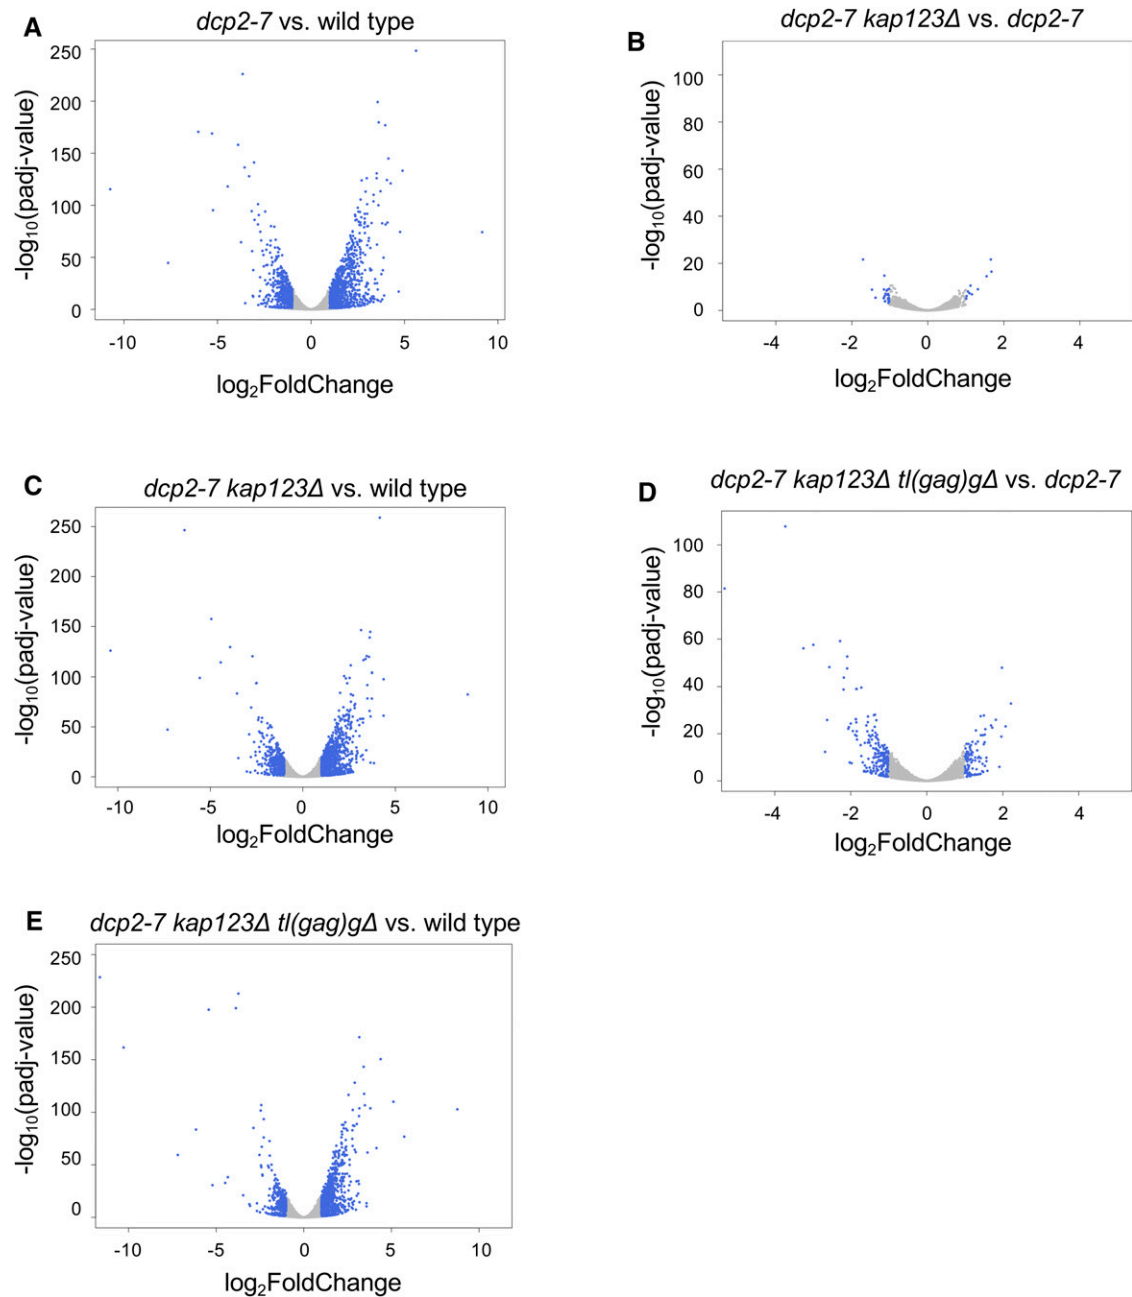 A
dcp2-7 vs. wild type
-log₁₀(padj-value)
250
200
150
100
50
0
-10
-5
0
5
10
log₂FoldChange
B
dcp2-7 kap123Δ vs. dcp2-7
-log₁₀(padj-value)
100
80
60
40
20
0
-4
-2
0
2
4
log₂FoldChange
C
dcp2-7 kap123Δ vs. wild type
-log₁₀(padj-value)
250
200
150
100
50
0
-10
-5
0
5
10
log₂FoldChange
D
dcp2-7 kap123Δ tl(gag)gΔ vs. dcp2-7
-log₁₀(padj-value)
100
80
60
40
20
0
-4
-2
0
2
4
log₂FoldChange
E
dcp2-7 kap123Δ tl(gag)gΔ vs. wild type
-log₁₀(padj-value)
250
200
150
100
50
0
-10
-5
0
5
10
log₂FoldChange